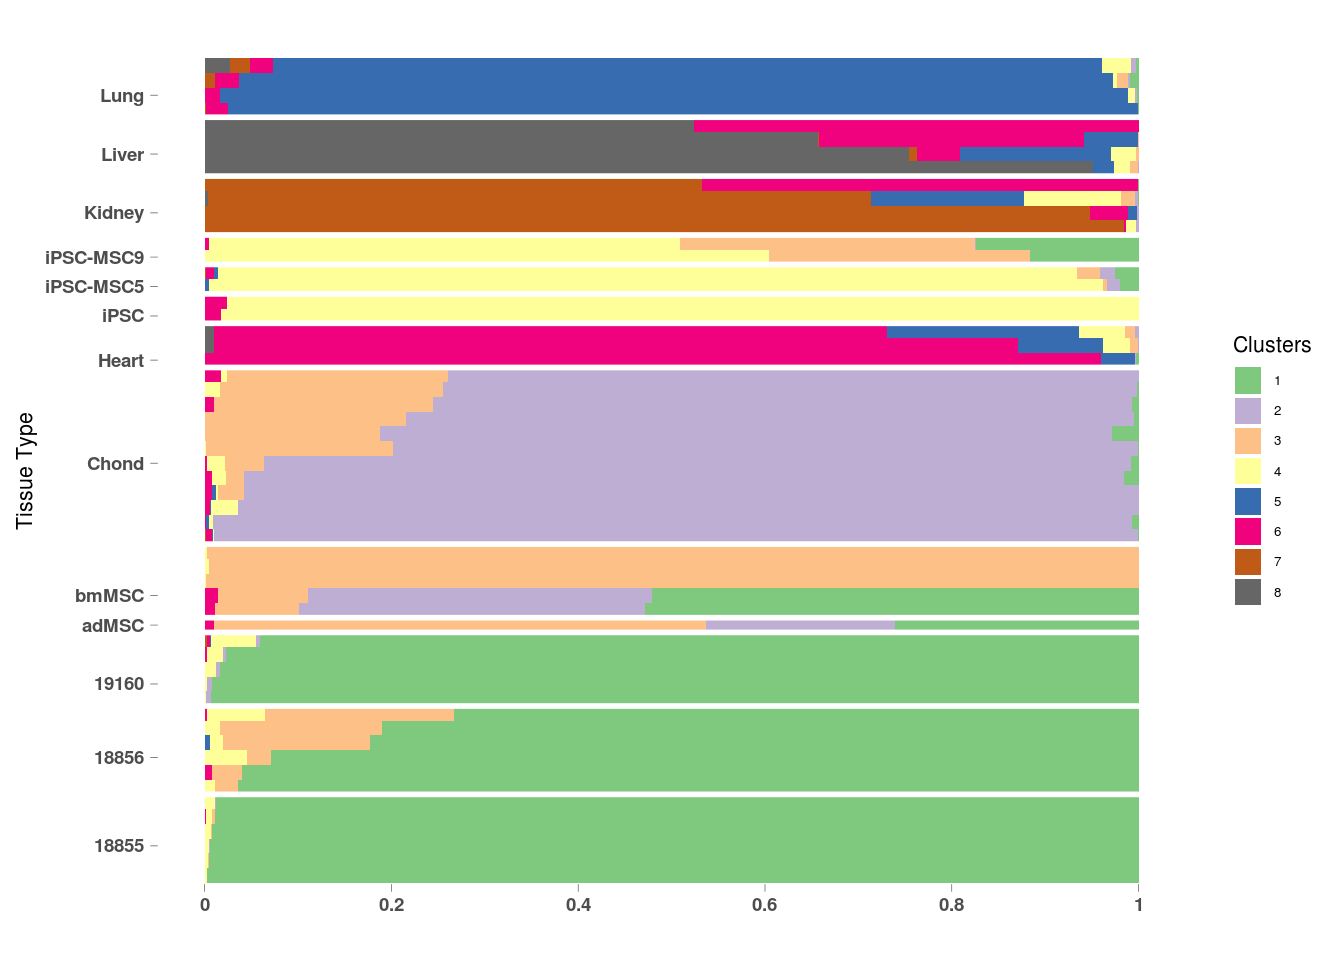 Lung
Liver
Kidney
iPSC-MSC9
iPSC-MSC5
iPSC
Heart
Chond
bmMSC
adMSC
19160
18856
18855
Tissue Type
0 0.2 0.4 0.6 0.8 1
Clusters
1
2
3
4
5
6
7
8